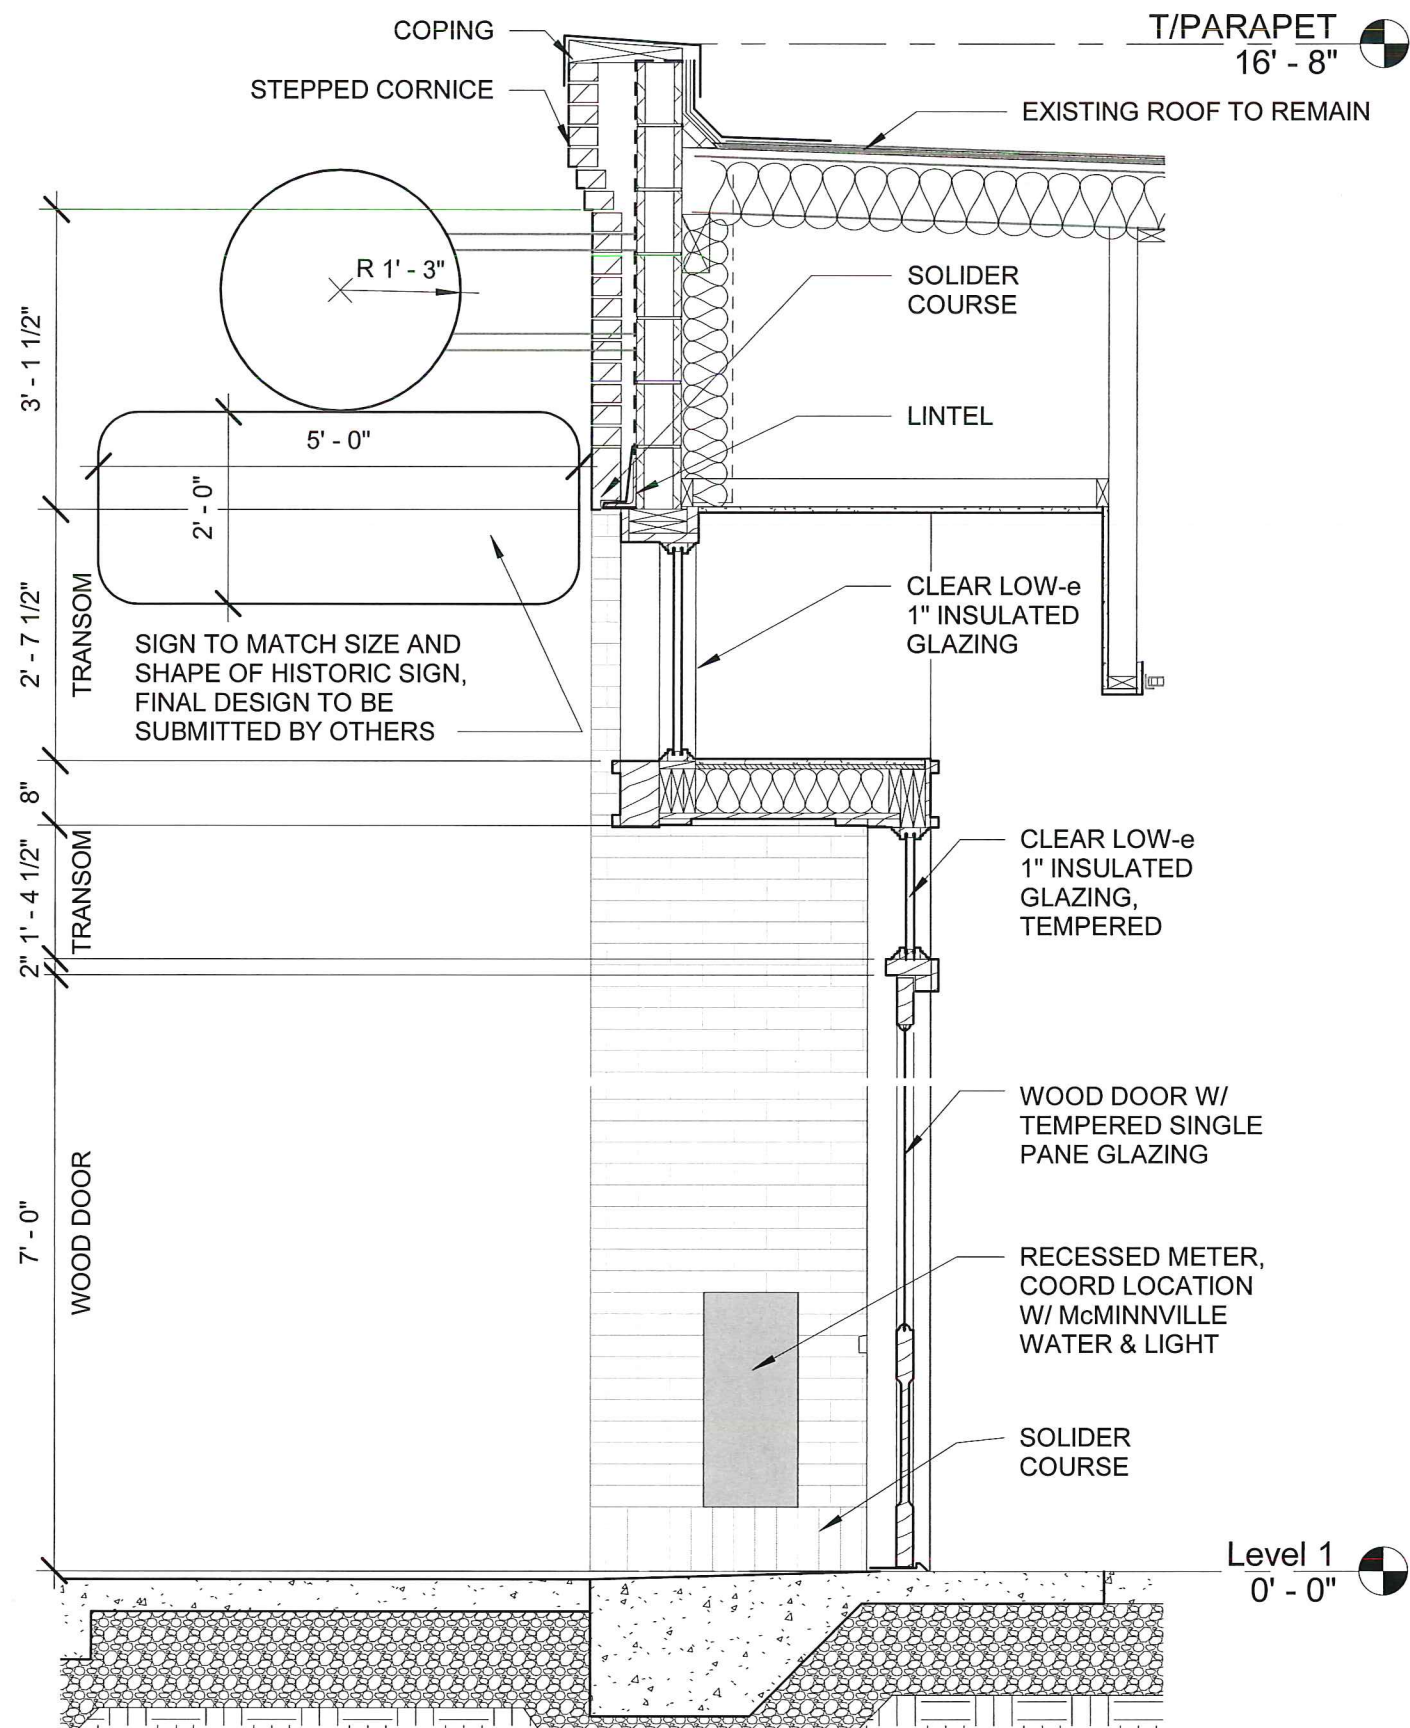 COPING
T/PARAPET
16' - 8"
STEPPED CORNICE
EXISTING ROOF TO REMAIN
R 1' - 3"
SOLIDER
COURSE
3' - 1 1/2"
LINTEL
5' - 0"
2' - 0"
2' - 7 1/2"
TRANSOM
CLEAR LOW-e
1" INSULATED
GLAZING
SIGN TO MATCH SIZE AND
SHAPE OF HISTORIC SIGN,
FINAL DESIGN TO BE
SUBMITTED BY OTHERS
8"
1' - 4 1/2"
TRANSOM
CLEAR LOW-e
1" INSULATED
GLAZING,
TEMPERED
2"
WOOD DOOR W/
TEMPERED SINGLE
PANE GLAZING
7' - 0"
WOOD DOOR
RECESSED METER,
COORD LOCATION
W/ McMINNVILLE
WATER & LIGHT
SOLIDER
COURSE
Level 1
0' - 0"